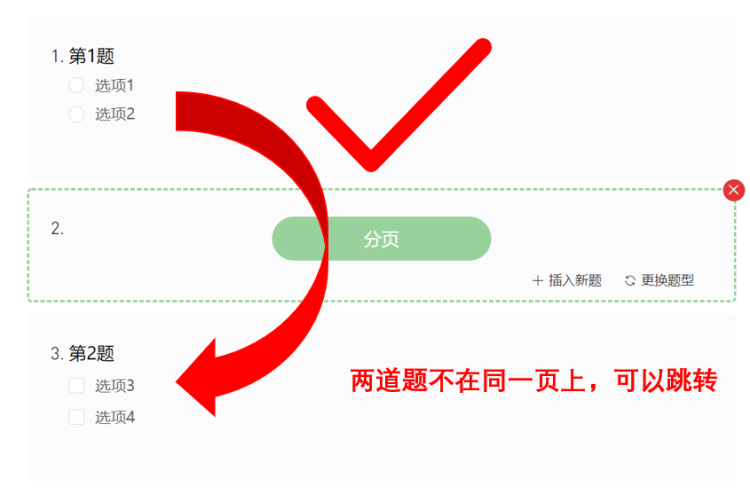 1. 第1题
选项1
选项2
2.
分页
+ 插入新题 更换题型
3. 第2题
选项3
两道题不在同一页上，可以跳转
选项4